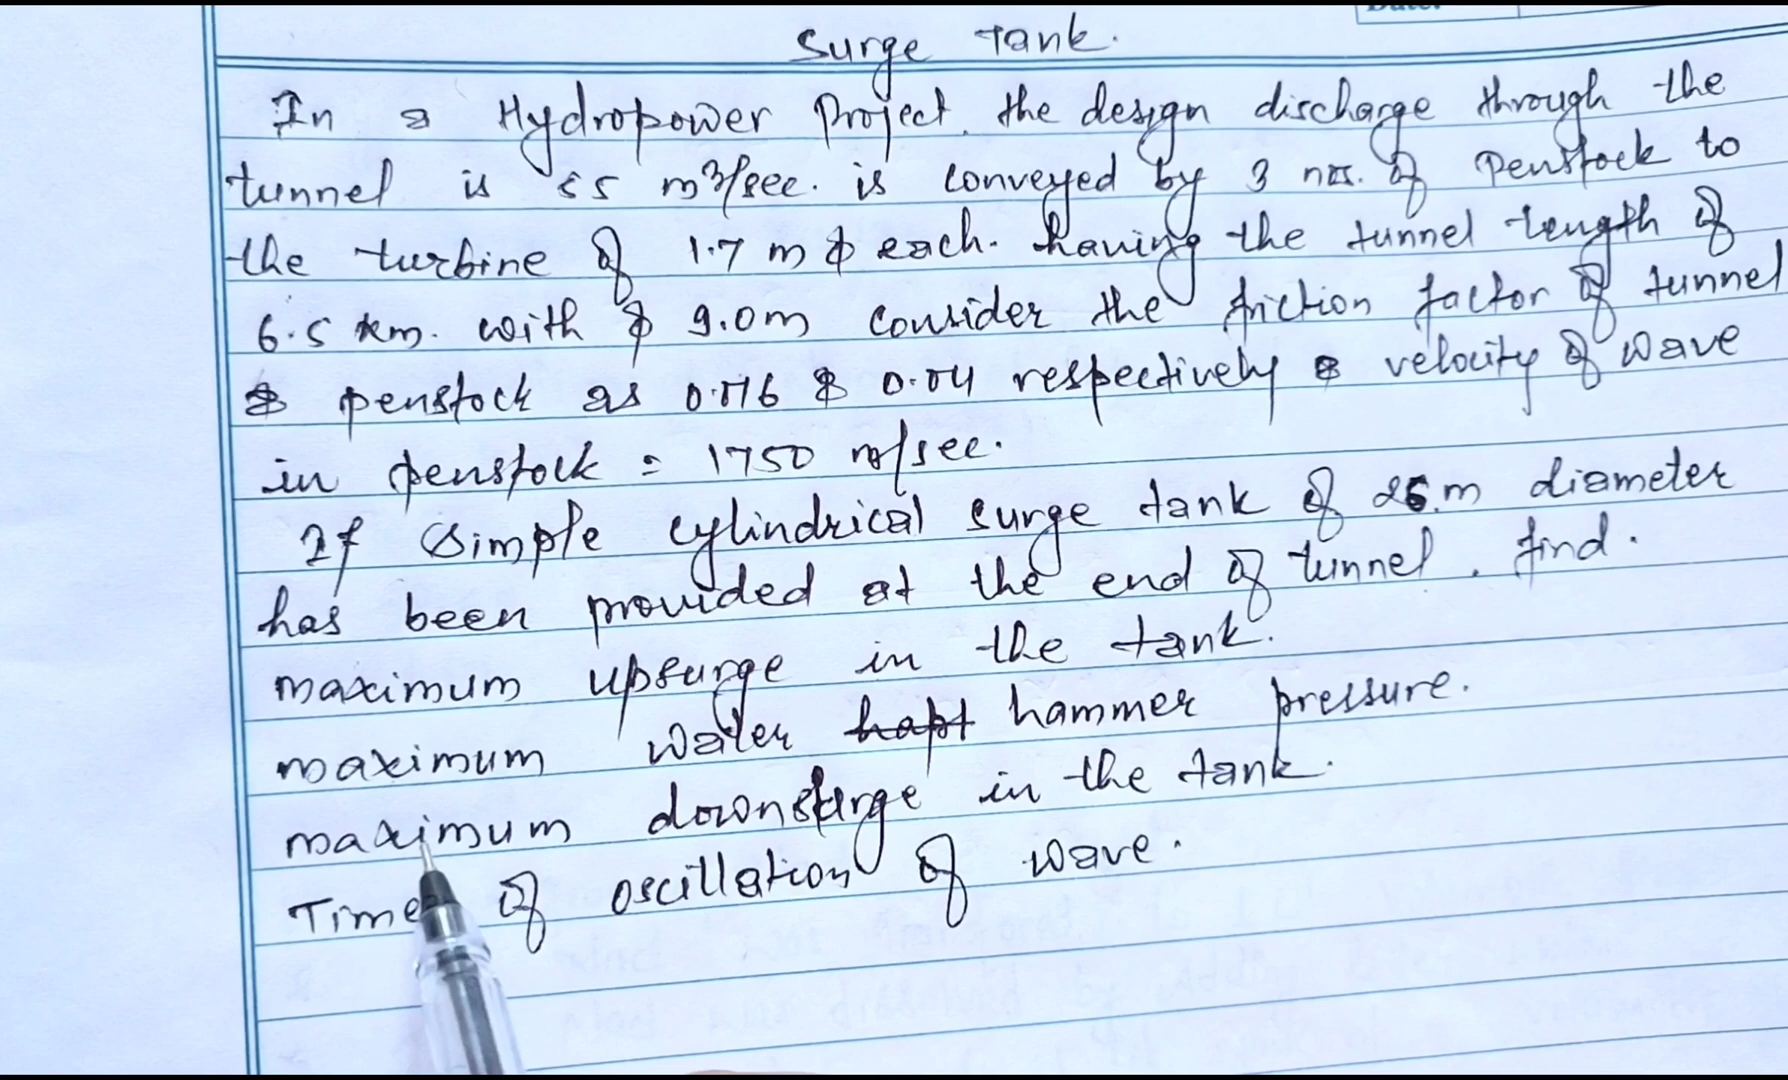 Surge Tank.
In a Hydropower Project, the design discharge through the
tunnel is 55 m³/sec. is conveyed by 3 nos. of Penstock to
the turbine of 1.7 m ϕ each. having the tunnel length of
6.5 km. with ϕ 9.0m consider the friction factor of tunnel
& penstock as 0.016 & 0.04 respectively & velocity of wave
in penstock = 1750 m/sec.
If simple cylindrical surge tank of 25 m diameter
has been provided at the end of tunnel, find.
maximum upsurge in the tank.
maximum water hammer pressure.
maximum downsurge in the tank.
Time of oscillation of wave.